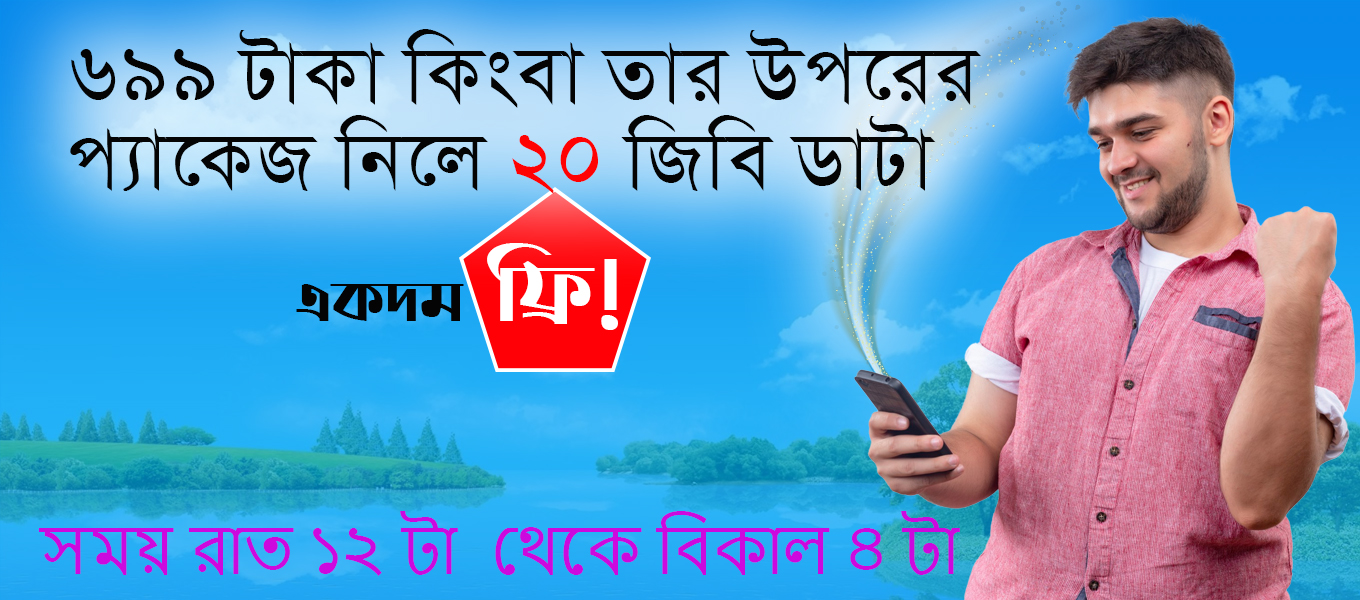 ৬৯৯ টাকা কিংবা তার উপরের
প্যাকেজ নিলে ২০ জিবি ডাটা
একদম ফ্রি!
সময় রাত ১২ টা থেকে বিকাল ৪ টা